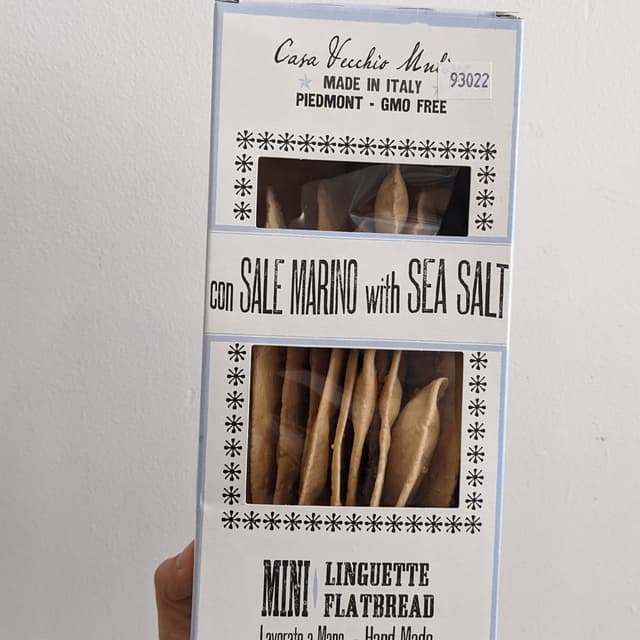 Casa Vecchio
93022
MADE IN ITALY
PIEDMONT - GMO FREE
con SALE MARINO with SEA SALT
MINI LINGUETTE
FLATBREAD
Lavorate a Mano - Hand Made